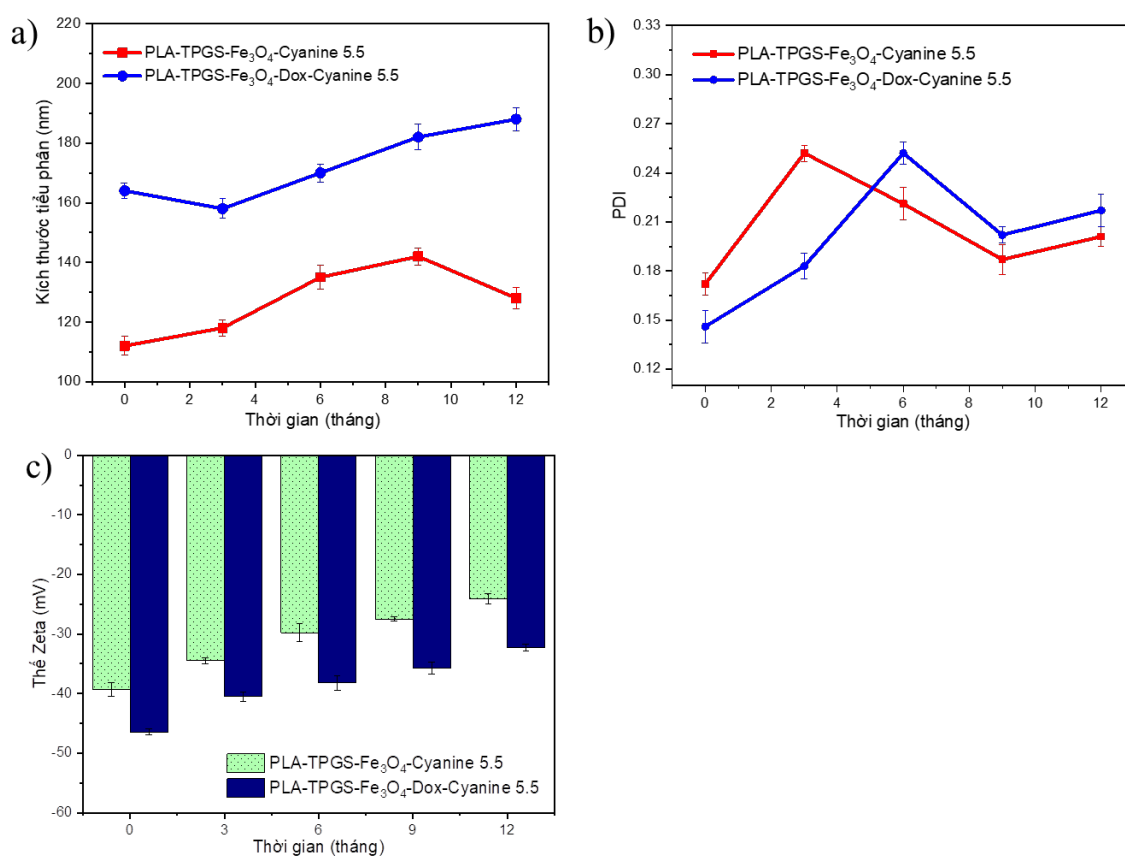 a)
PLA-TPGS-Fe₃O₄-Cyanine 5.5
PLA-TPGS-Fe₃O₄-Dox-Cyanine 5.5
Kích thước tiểu phân (nm)
220
200
180
160
140
120
100
0 2 4 6 8 10 12
Thời gian (tháng)
b)
PLA-TPGS-Fe₃O₄-Cyanine 5.5
PLA-TPGS-Fe₃O₄-Dox-Cyanine 5.5
PDI
0.33
0.30
0.27
0.24
0.21
0.18
0.15
0.12
0 2 4 6 8 10 12
Thời gian (tháng)
c)
Thế Zeta (mV)
0
-10
-20
-30
-40
-50
-60
PLA-TPGS-Fe₃O₄-Cyanine 5.5
PLA-TPGS-Fe₃O₄-Dox-Cyanine 5.5
0 3 6 9 12
Thời gian (tháng)